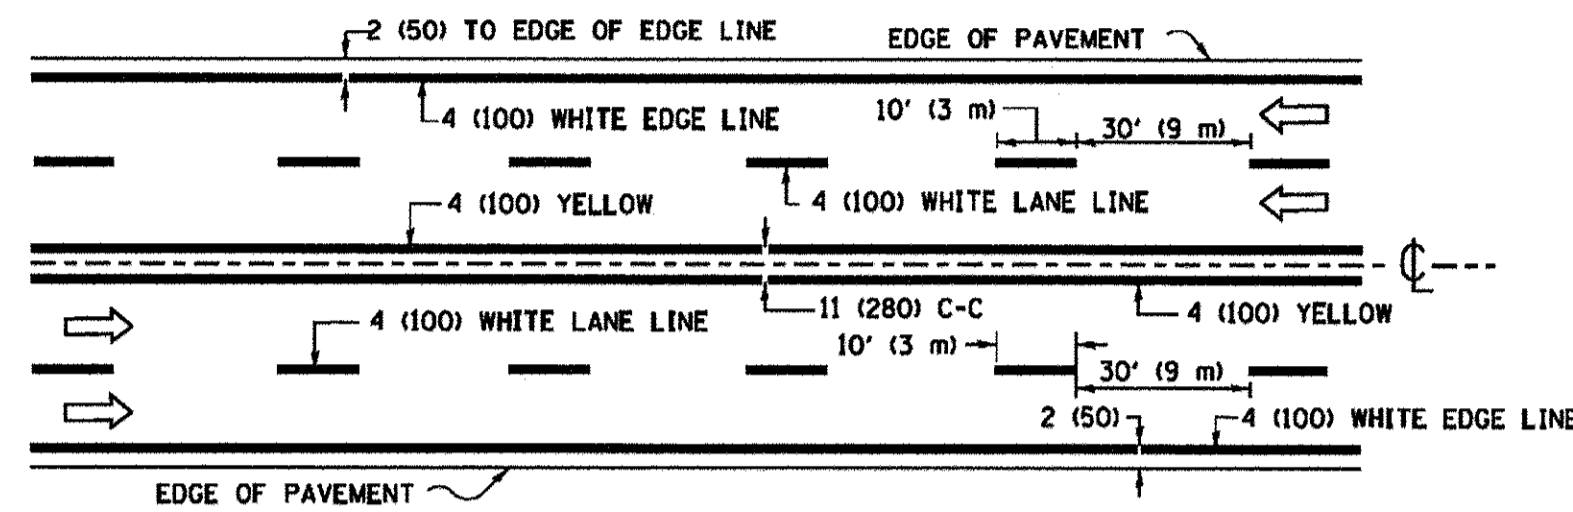 2 (50) TO EDGE OF EDGE LINE
EDGE OF PAVEMENT
4 (100) WHITE EDGE LINE
10' (3 m)
30' (9 m)
4 (100) YELLOW
4 (100) WHITE LANE LINE
℄
11 (280) C-C
4 (100) YELLOW
4 (100) WHITE LANE LINE
10' (3 m)
30' (9 m)
2 (50)
4 (100) WHITE EDGE LINE
EDGE OF PAVEMENT